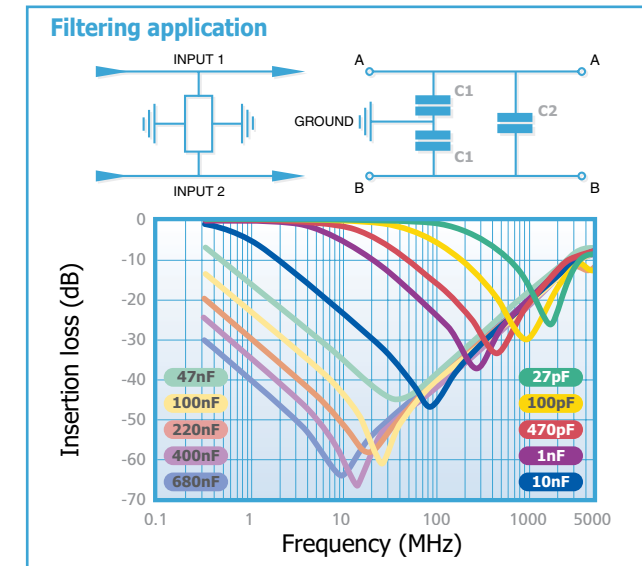 Filtering application
INPUT 1
INPUT 2
A
A
C1
C2
GROUND
C1
B
B
Insertion loss (dB)
0
-10
-20
-30
-40
-50
-60
-70
47nF
100nF
220nF
400nF
680nF
27pF
100pF
470pF
1nF
10nF
0.1
1
10
100
1000
5000
Frequency (MHz)